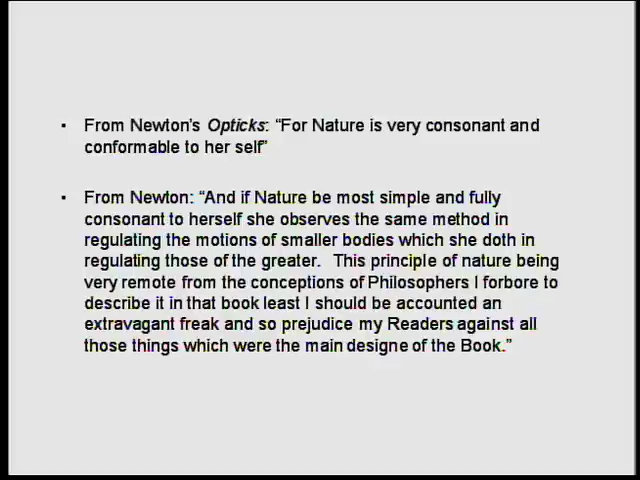 • From Newton's Opticks: “For Nature is very consonant and
conformable to her self”
• From Newton: “And if Nature be most simple and fully
consonant to herself she observes the same method in
regulating the motions of smaller bodies which she doth in
regulating those of the greater. This principle of nature being
very remote from the conceptions of Philosophers I forbore to
describe it in that book least I should be accounted an
extravagant freak and so prejudice my Readers against all
those things which were the main designe of the Book.”